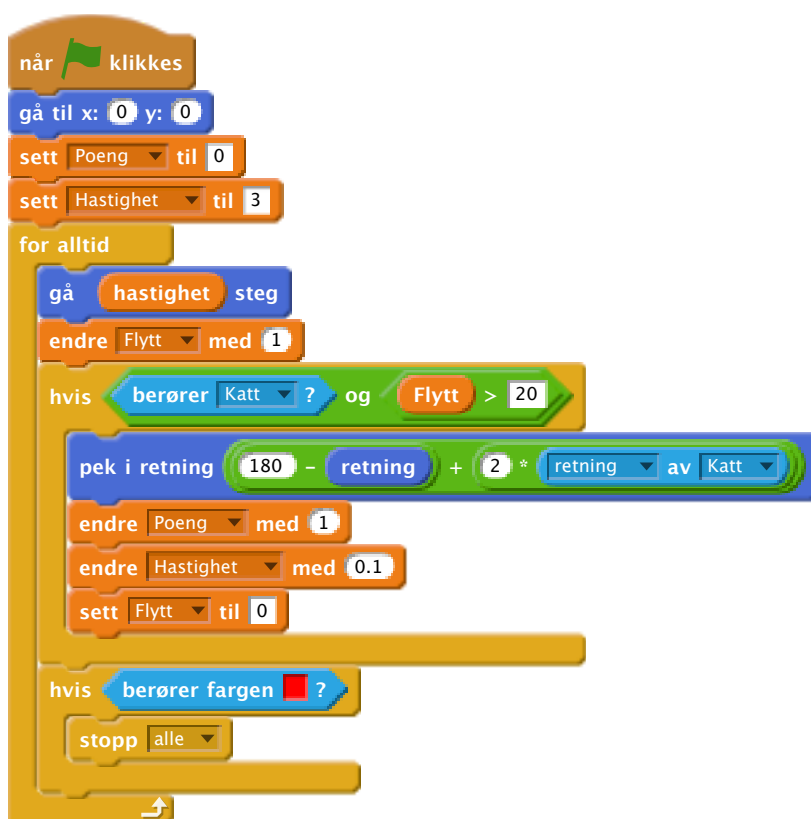 når klikkes
gå til x: 0 y: 0
sett Poeng til 0
sett Hastighet til 3
for alltid
gå hastighet steg
endre Flytt med 1
hvis berører Katt ? og Flytt > 20
pek i retning 180 - retning + 2 * retning av Katt
endre Poeng med 1
endre Hastighet med 0.1
sett Flytt til 0
hvis berører fargen ?
stopp alle